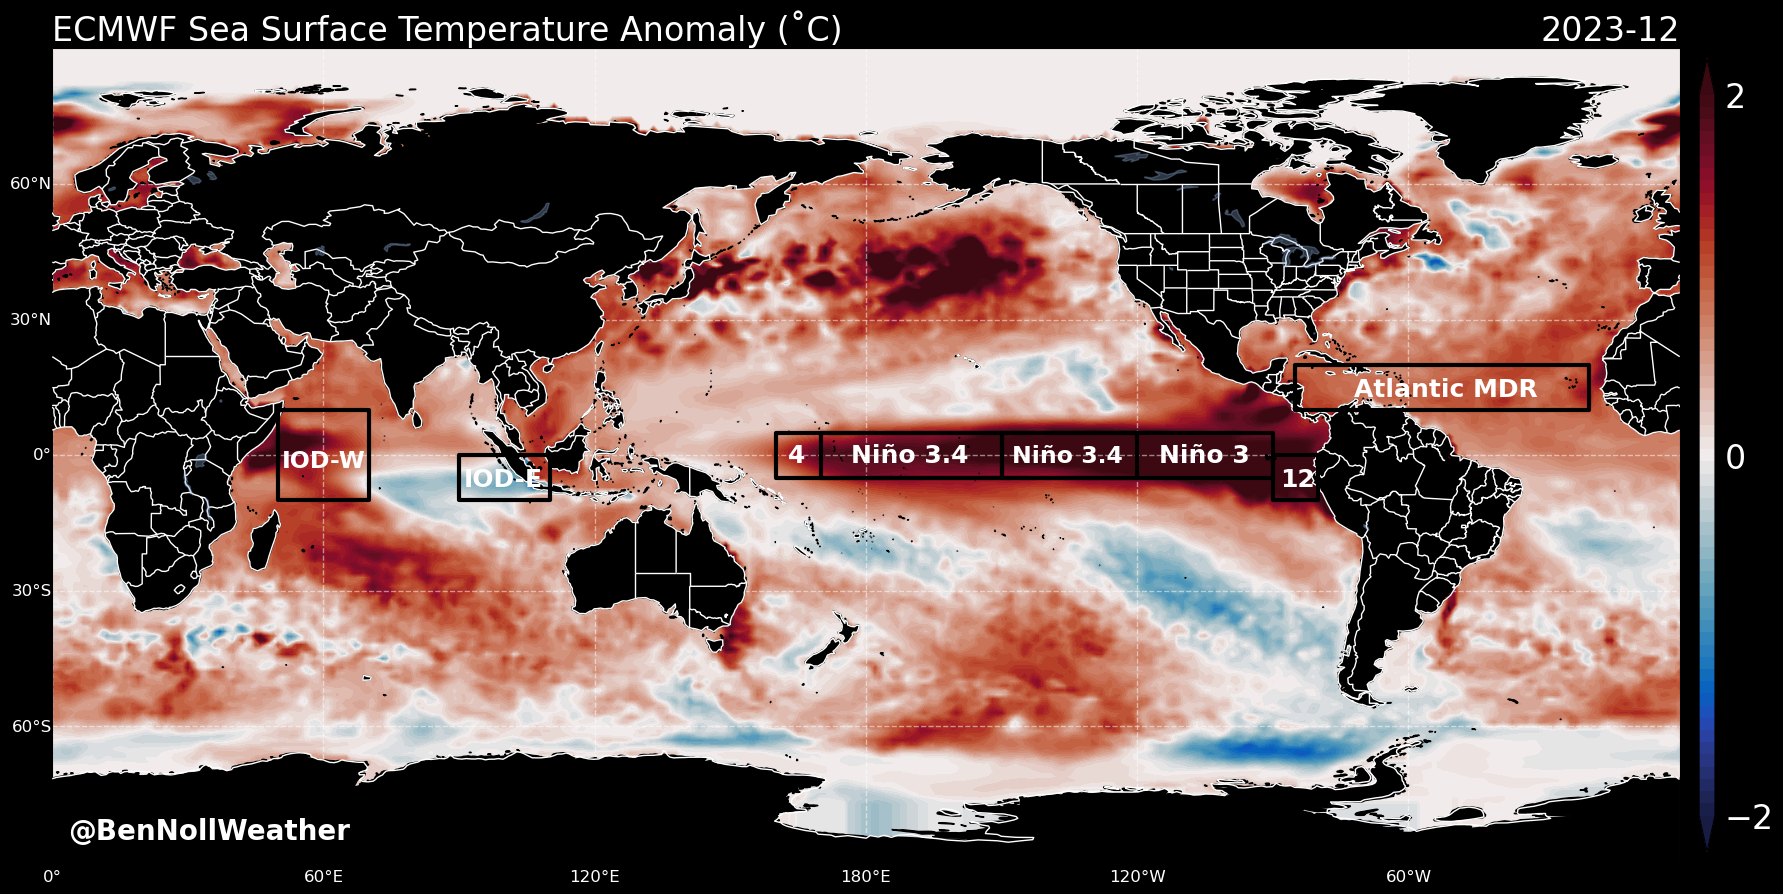 ECMWF Sea Surface Temperature Anomaly (˚C) 2023-12
2
60°N
30°N
Atlantic MDR
0°
IOD-W
IOD-E
4
Niño 3.4
Niño 3.4
Niño 3
12
0
30°S
60°S
−2
@BenNollWeather
0°
60°E
120°E
180°E
120°W
60°W